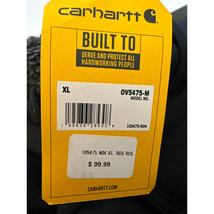 carhartt
BUILT TO
SERVE AND PROTECT ALL
HARDWORKING PEOPLE.
XL
OV5475-M
MODEL NO.
105475-N04
105475 N04 XL REG REG
$ 99.99
CARHARTT.COM